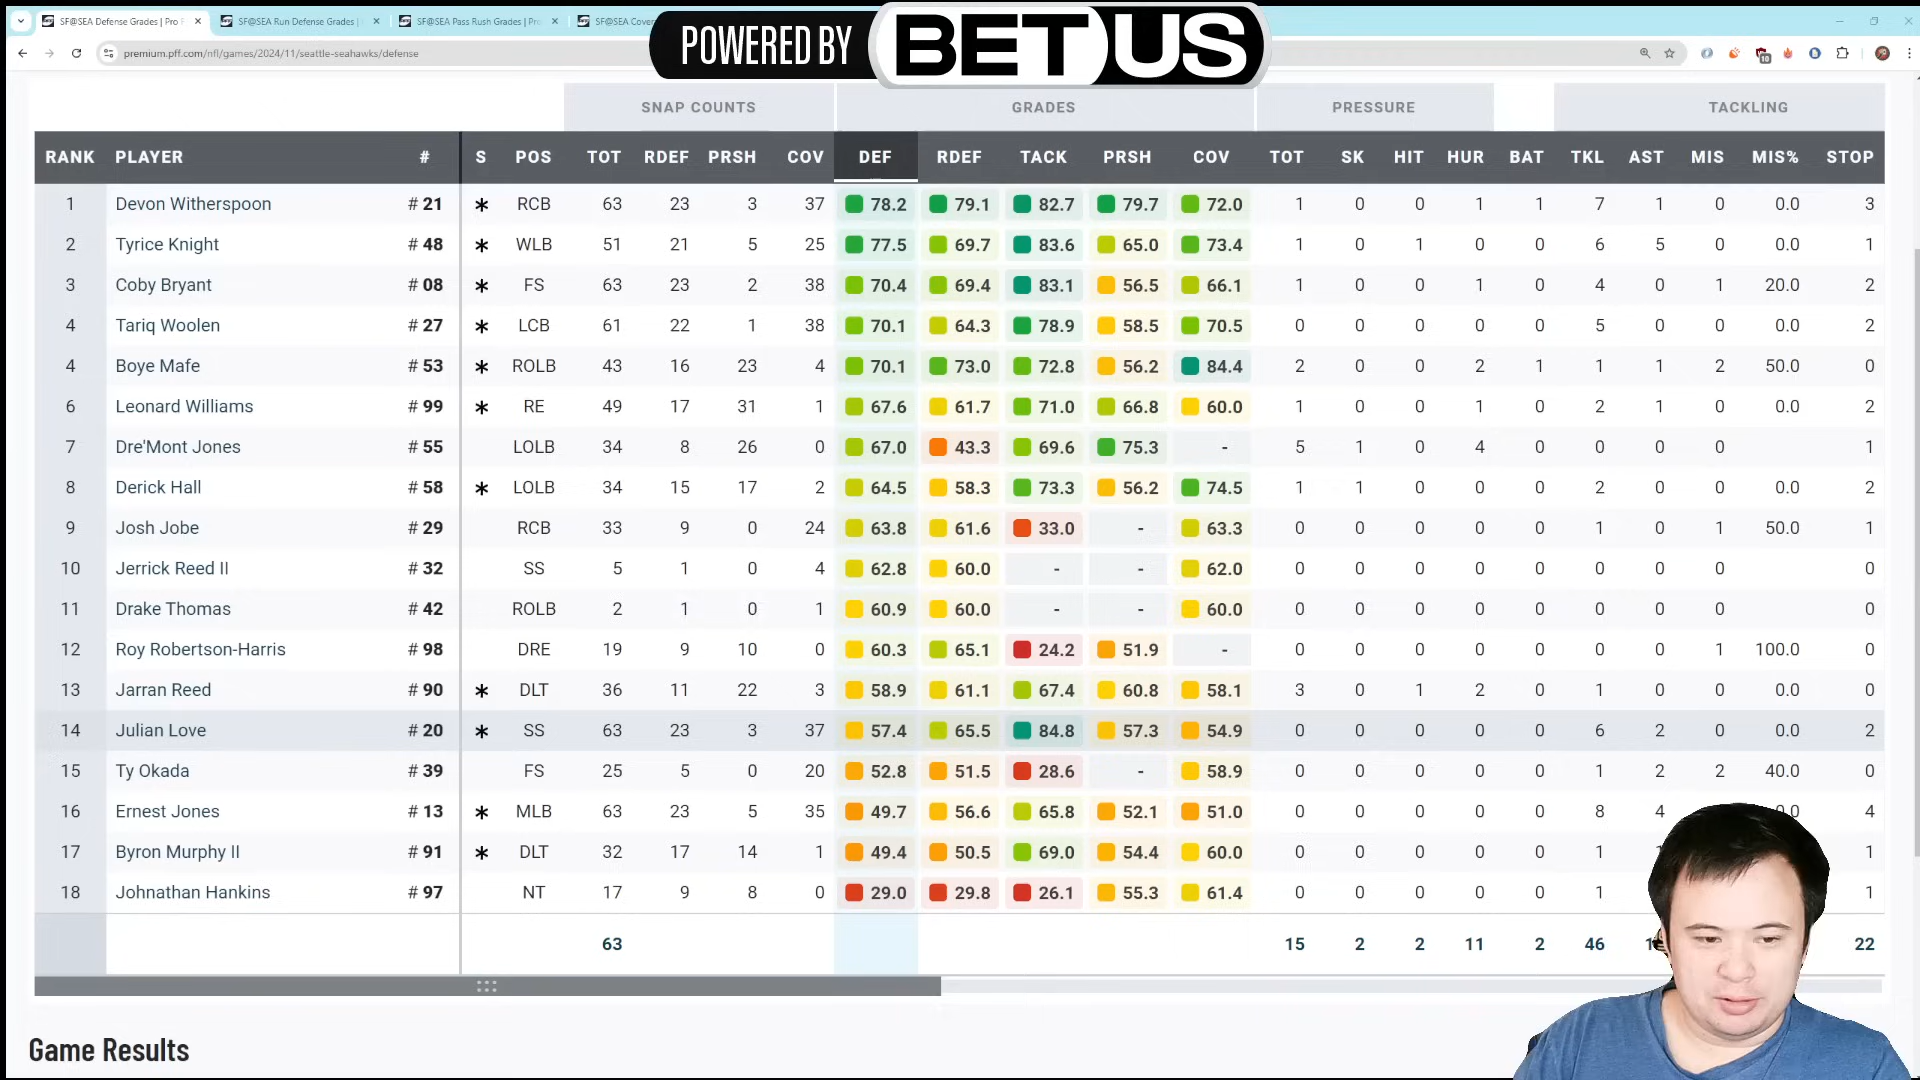 SF@SEA Defense Grades | Pro F
SF@SEA Run Defense Grades |
SF@SEA Pass Rush Grades | Pro
SF@SEA Cover
POWERED BY BETUS
premium.pff.com/nfl/games/2024/11/seattle-seahawks/defense
10
SNAP COUNTS GRADES PRESSURE TACKLING
RANK PLAYER # S POS TOT RDEF PRSH COV DEF RDEF TACK PRSH COV TOT SK HIT HUR BAT TKL AST MIS MIS% STOP
1 Devon Witherspoon # 21 * RCB 63 23 3 37 78.2 79.1 82.7 79.7 72.0 1 0 0 1 1 7 1 0 0.0 3
2 Tyrice Knight # 48 * WLB 51 21 5 25 77.5 69.7 83.6 65.0 73.4 1 0 1 0 0 6 5 0 0.0 1
3 Coby Bryant # 08 * FS 63 23 2 38 70.4 69.4 83.1 56.5 66.1 1 0 0 1 0 4 0 1 20.0 2
4 Tariq Woolen # 27 * LCB 61 22 1 38 70.1 64.3 78.9 58.5 70.5 0 0 0 0 0 5 0 0 0.0 2
4 Boye Mafe # 53 * ROLB 43 16 23 4 70.1 73.0 72.8 56.2 84.4 2 0 0 2 1 1 1 2 50.0 0
6 Leonard Williams # 99 * RE 49 17 31 1 67.6 61.7 71.0 66.8 60.0 1 0 0 1 0 2 1 0 0.0 2
7 Dre'Mont Jones # 55 LOLB 34 8 26 0 67.0 43.3 69.6 75.3 - 5 1 0 4 0 0 0 0 1
8 Derick Hall # 58 * LOLB 34 15 17 2 64.5 58.3 73.3 56.2 74.5 1 1 0 0 0 2 0 0 0.0 2
9 Josh Jobe # 29 RCB 33 9 0 24 63.8 61.6 33.0 - 63.3 0 0 0 0 0 1 0 1 50.0 1
10 Jerrick Reed II # 32 SS 5 1 0 4 62.8 60.0 - - 62.0 0 0 0 0 0 0 0 0 0
11 Drake Thomas # 42 ROLB 2 1 0 1 60.9 60.0 - - 60.0 0 0 0 0 0 0 0 0 0
12 Roy Robertson-Harris # 98 DRE 19 9 10 0 60.3 65.1 24.2 51.9 - 0 0 0 0 0 0 0 1 100.0 0
13 Jarran Reed # 90 * DLT 36 11 22 3 58.9 61.1 67.4 60.8 58.1 3 0 1 2 0 1 0 0 0.0 0
14 Julian Love # 20 * SS 63 23 3 37 57.4 65.5 84.8 57.3 54.9 0 0 0 0 0 6 2 0 0.0 2
15 Ty Okada # 39 FS 25 5 0 20 52.8 51.5 28.6 - 58.9 0 0 0 0 0 1 2 2 40.0 0
16 Ernest Jones # 13 * MLB 63 23 5 35 49.7 56.6 65.8 52.1 51.0 0 0 0 0 0 8 4 4
17 Byron Murphy II # 91 * DLT 32 17 14 1 49.4 50.5 69.0 54.4 60.0 0 0 0 0 0 1 1
18 Johnathan Hankins # 97 NT 17 9 8 0 29.0 29.8 26.1 55.3 61.4 0 0 0 0 0 1 1
63 15 2 2 11 2 46 22
Game Results